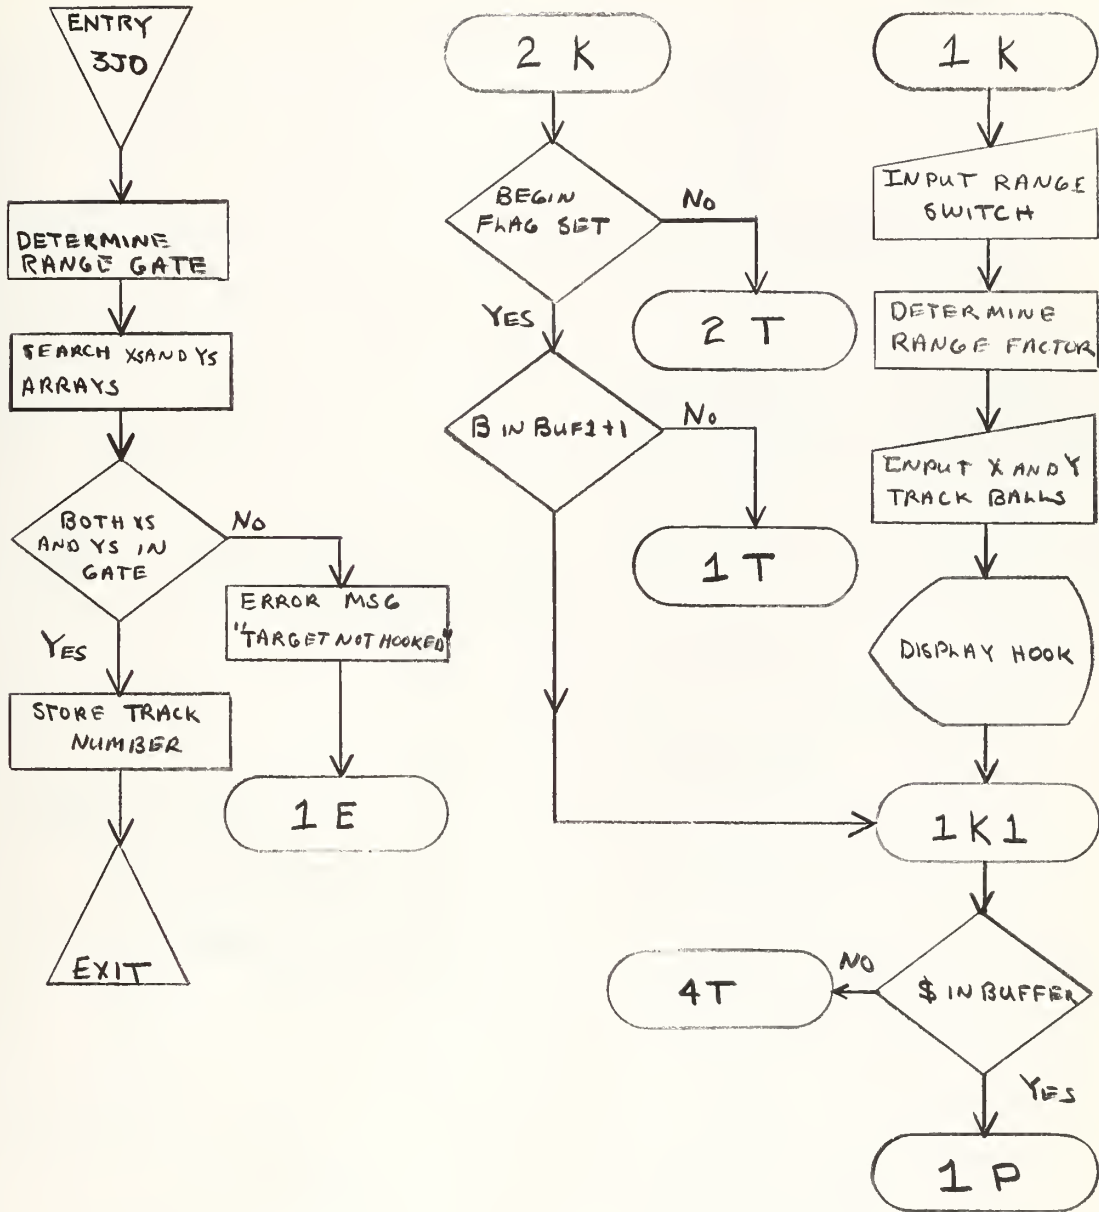 ENTRY
3JO
DETERMINE
RANGE GATE
SEARCH XS AND YS
ARRAYS
BOTH XS
AND YS IN
GATE
NO
YES
ERROR MSG
"TARGET NOT HOOKED"
STORE TRACK
NUMBER
1 E
EXIT
2 K
BEGIN
FLAG SET
NO
YES
2 T
B IN BUF1+1
NO
1 T
1 K
INPUT RANGE
SWITCH
DETERMINE
RANGE FACTOR
INPUT X AND Y
TRACK BALLS
DISPLAY HOOK
1 K 1
$ IN BUFFER
NO
4T
YES
1 P